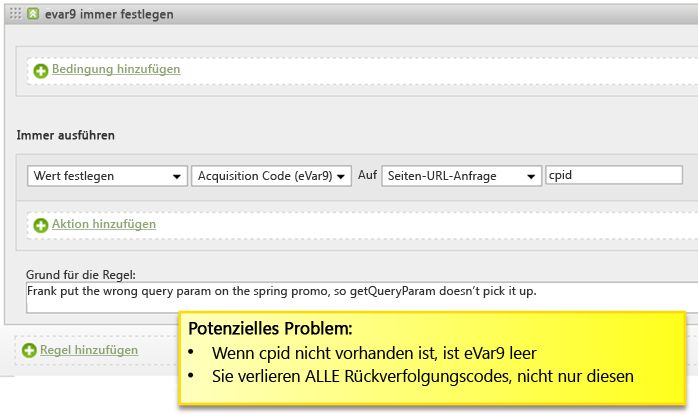 evar9 immer festlegen
Bedingung hinzufügen
Immer ausführen
Wert festlegen Acquisition Code (eVar9) Auf Seiten-URL-Anfrage cpid
Aktion hinzufügen
Grund für die Regel:
Frank put the wrong query param on the spring promo, so getQueryParam doesn't pick it up.
Regel hinzufügen
Potenzielles Problem:
• Wenn cpid nicht vorhanden ist, ist eVar9 leer
• Sie verlieren ALLE Rückverfolgungscodes, nicht nur diesen